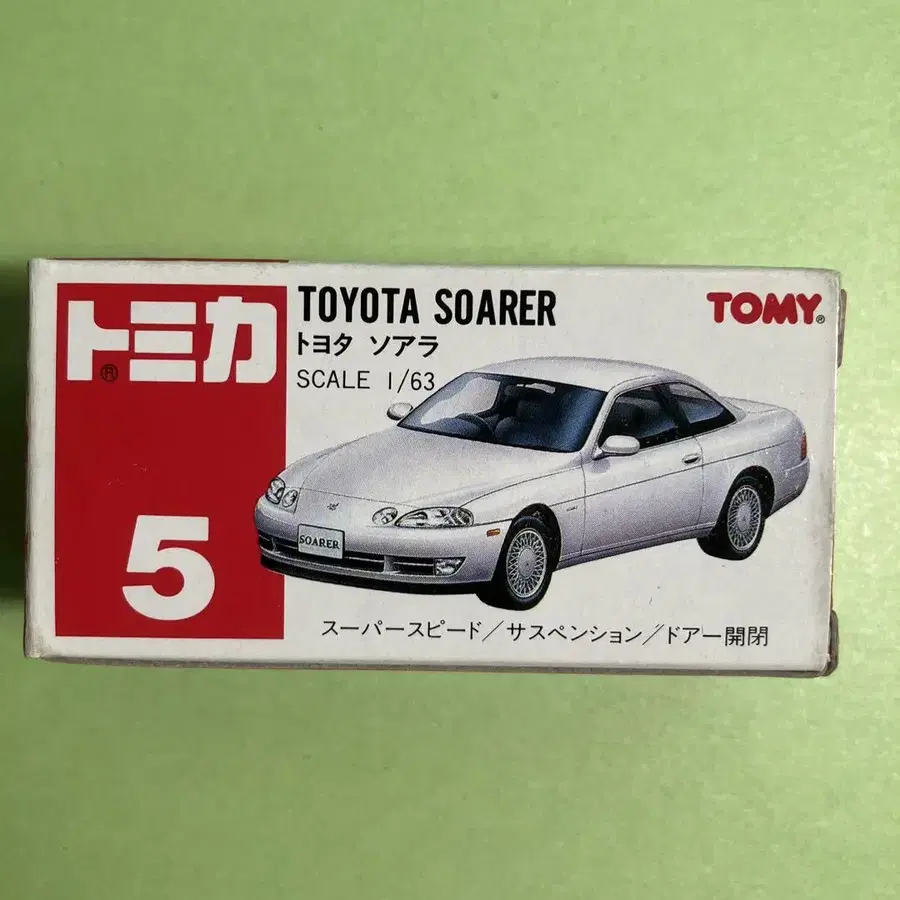 トミカ®
5
TOYOTA SOARER
トヨタ ソアラ
SCALE 1/63
TOMY®
SOARER
スーパースピード/サスペンション/ドアー開閉